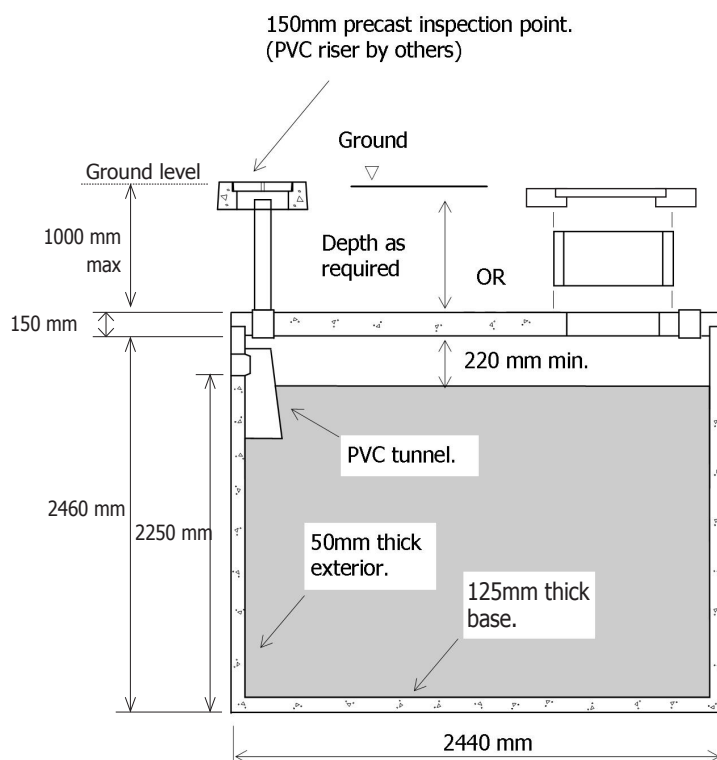 150mm precast inspection point.
(PVC riser by others)
Ground
Ground level
1000 mm
max
Depth as
required
OR
150 mm
220 mm min.
PVC tunnel.
2460 mm
2250 mm
50mm thick
exterior.
125mm thick
base.
2440 mm